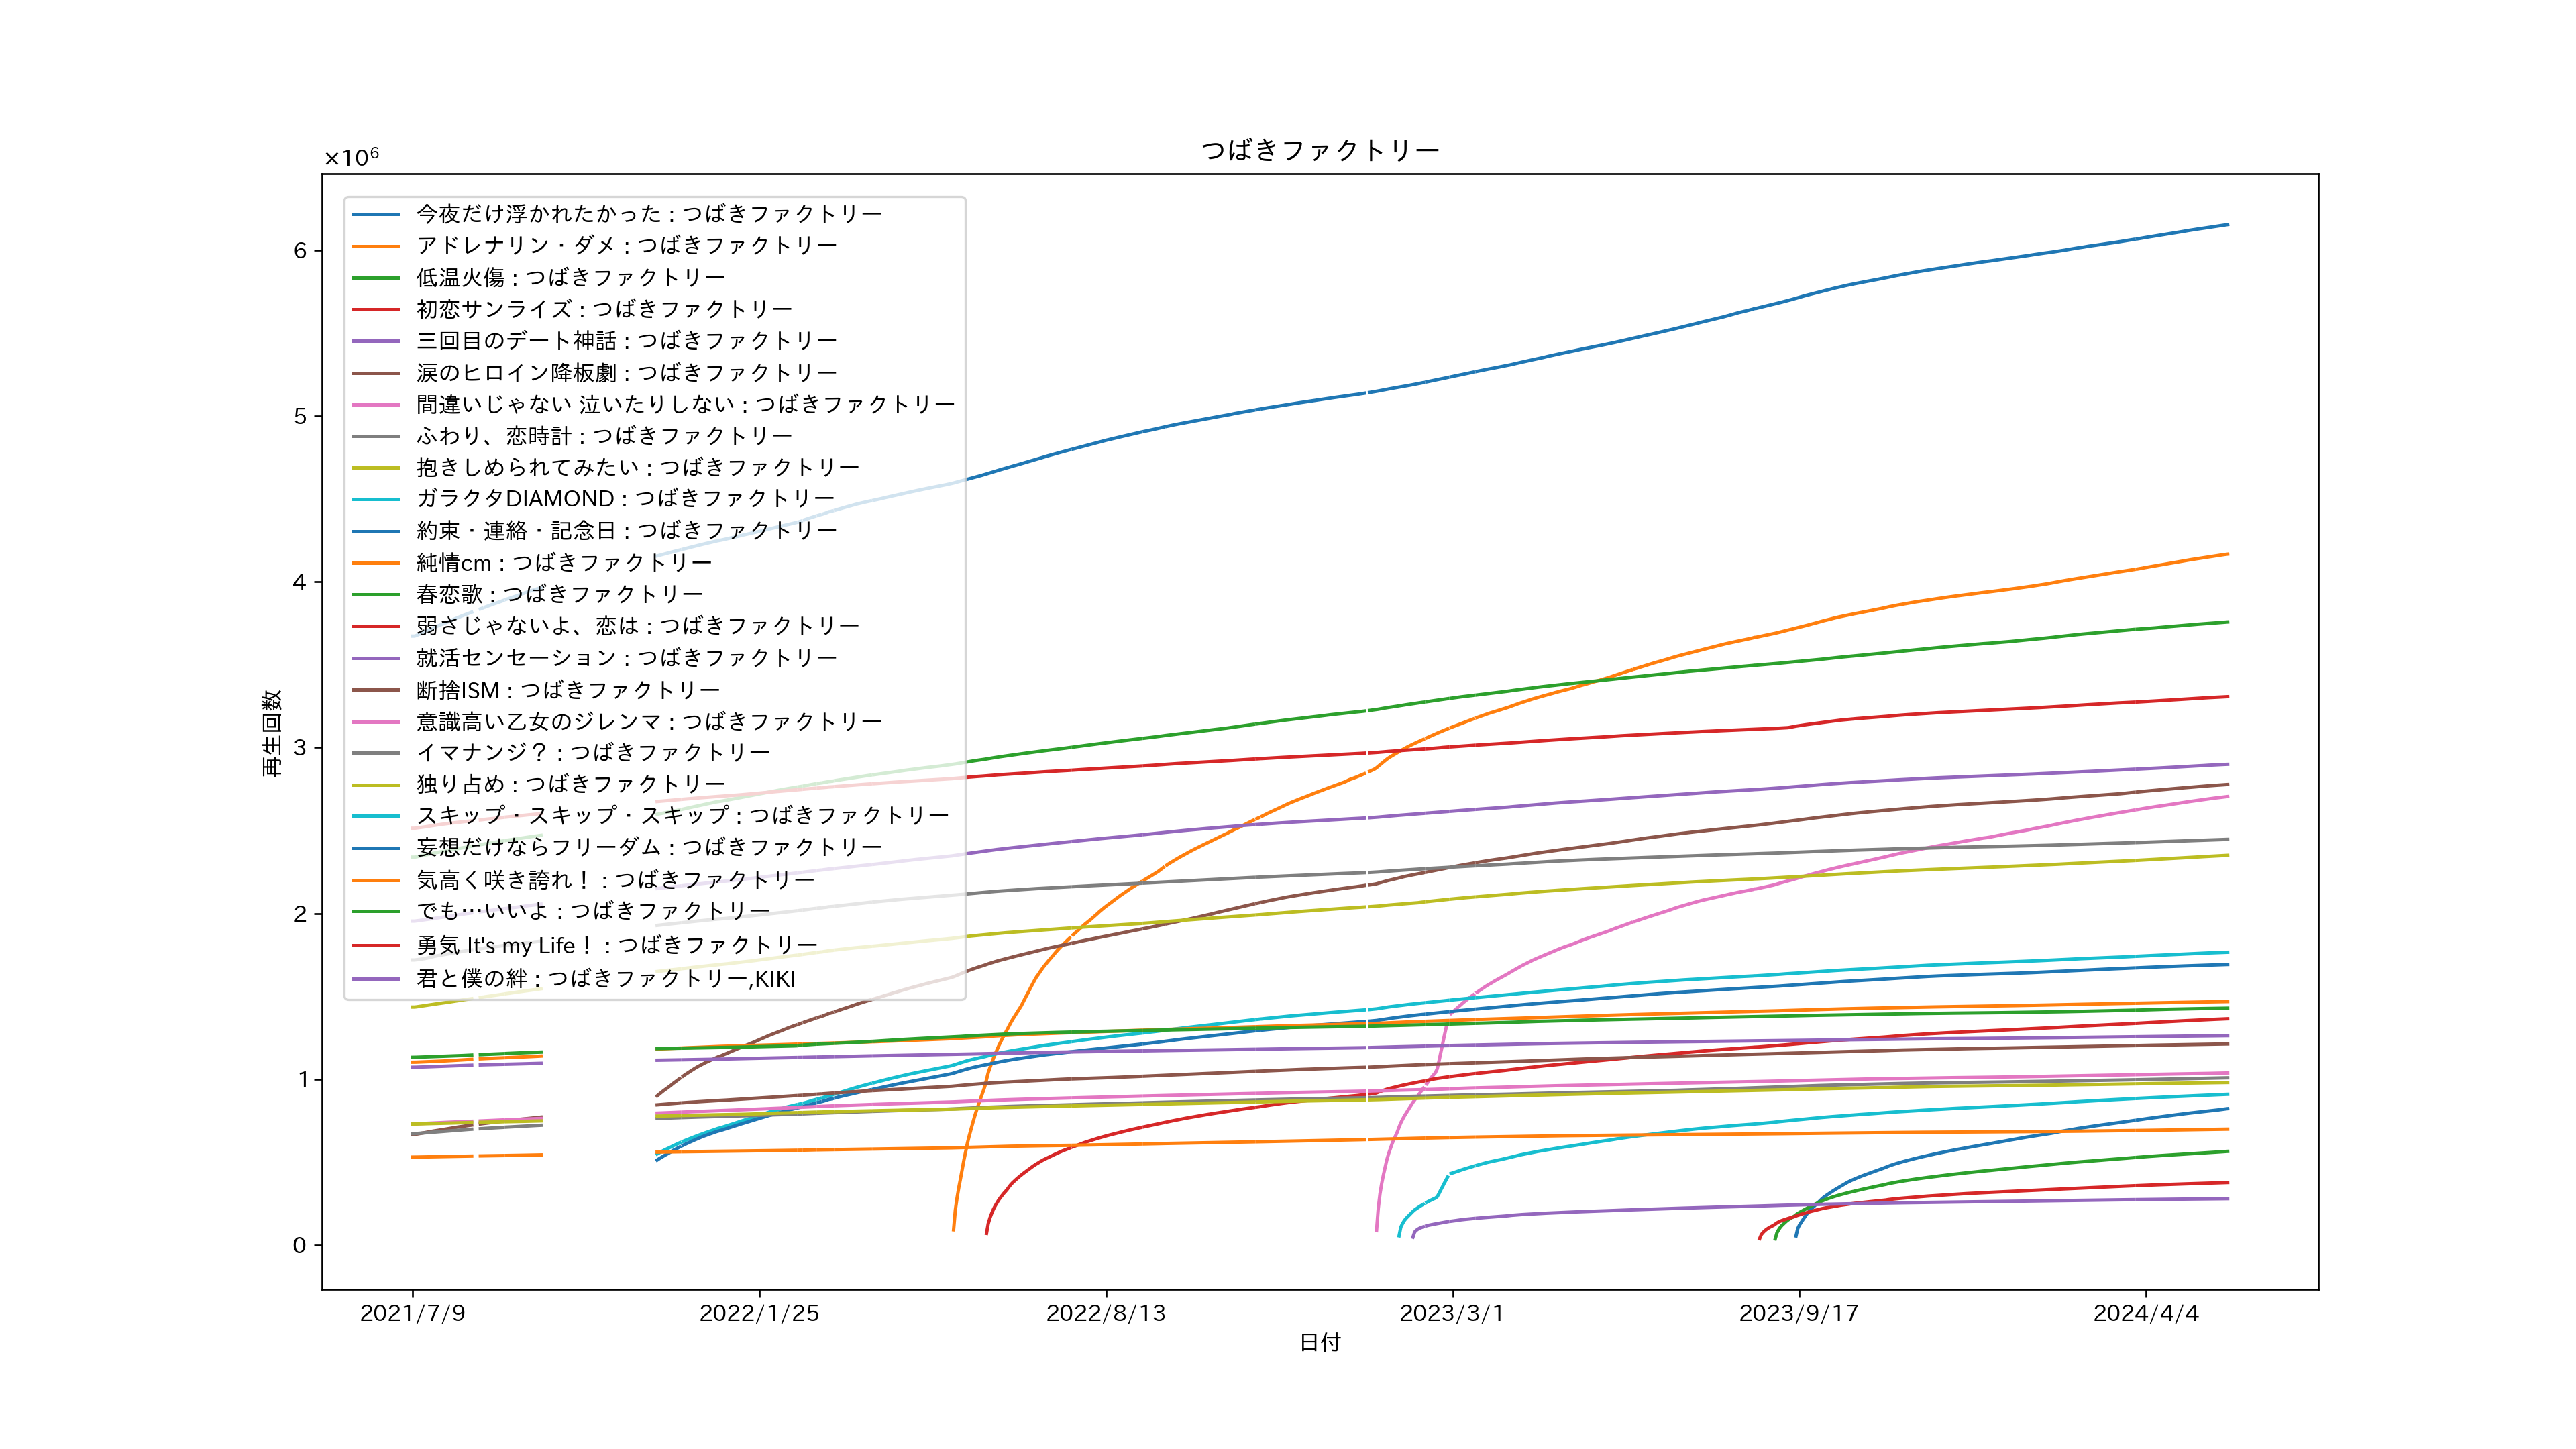 つばきファクトリー
×10⁶
今夜だけ浮かれたかった : つばきファクトリー
アドレナリン・ダメ : つばきファクトリー
低温火傷 : つばきファクトリー
初恋サンライズ : つばきファクトリー
三回目のデート神話 : つばきファクトリー
涙のヒロイン降板劇 : つばきファクトリー
間違いじゃない 泣いたりしない : つばきファクトリー
ふわり、恋時計 : つばきファクトリー
抱きしめられてみたい : つばきファクトリー
ガラクタDIAMOND : つばきファクトリー
約束・連絡・記念日 : つばきファクトリー
純情cm : つばきファクトリー
春恋歌 : つばきファクトリー
弱さじゃないよ、恋は : つばきファクトリー
就活センセーション : つばきファクトリー
断捨ISM : つばきファクトリー
意識高い乙女のジレンマ : つばきファクトリー
イマナンジ？ : つばきファクトリー
独り占め : つばきファクトリー
スキップ・スキップ・スキップ : つばきファクトリー
妄想だけならフリーダム : つばきファクトリー
気高く咲き誇れ！ : つばきファクトリー
でも…いいよ : つばきファクトリー
勇気 It's my Life！ : つばきファクトリー
君と僕の絆 : つばきファクトリー,KIKI
6
5
4
3
2
1
0
再生回数
2021/7/9
2022/1/25
2022/8/13
2023/3/1
2023/9/17
2024/4/4
日付